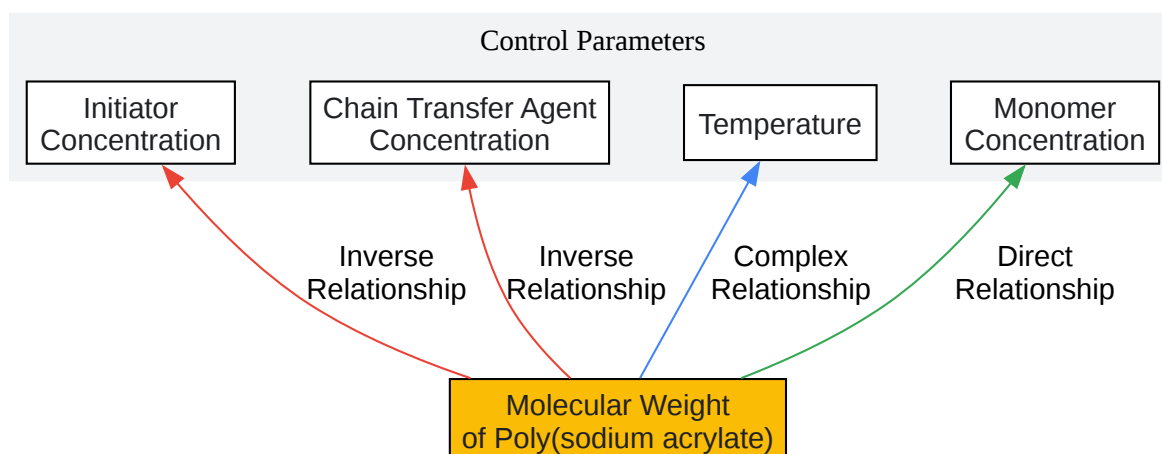 Control Parameters
Initiator
Concentration
Chain Transfer Agent
Concentration
Temperature
Monomer
Concentration
Inverse
Relationship
Inverse
Relationship
Complex
Relationship
Direct
Relationship
Molecular Weight
of Poly(sodium acrylate)